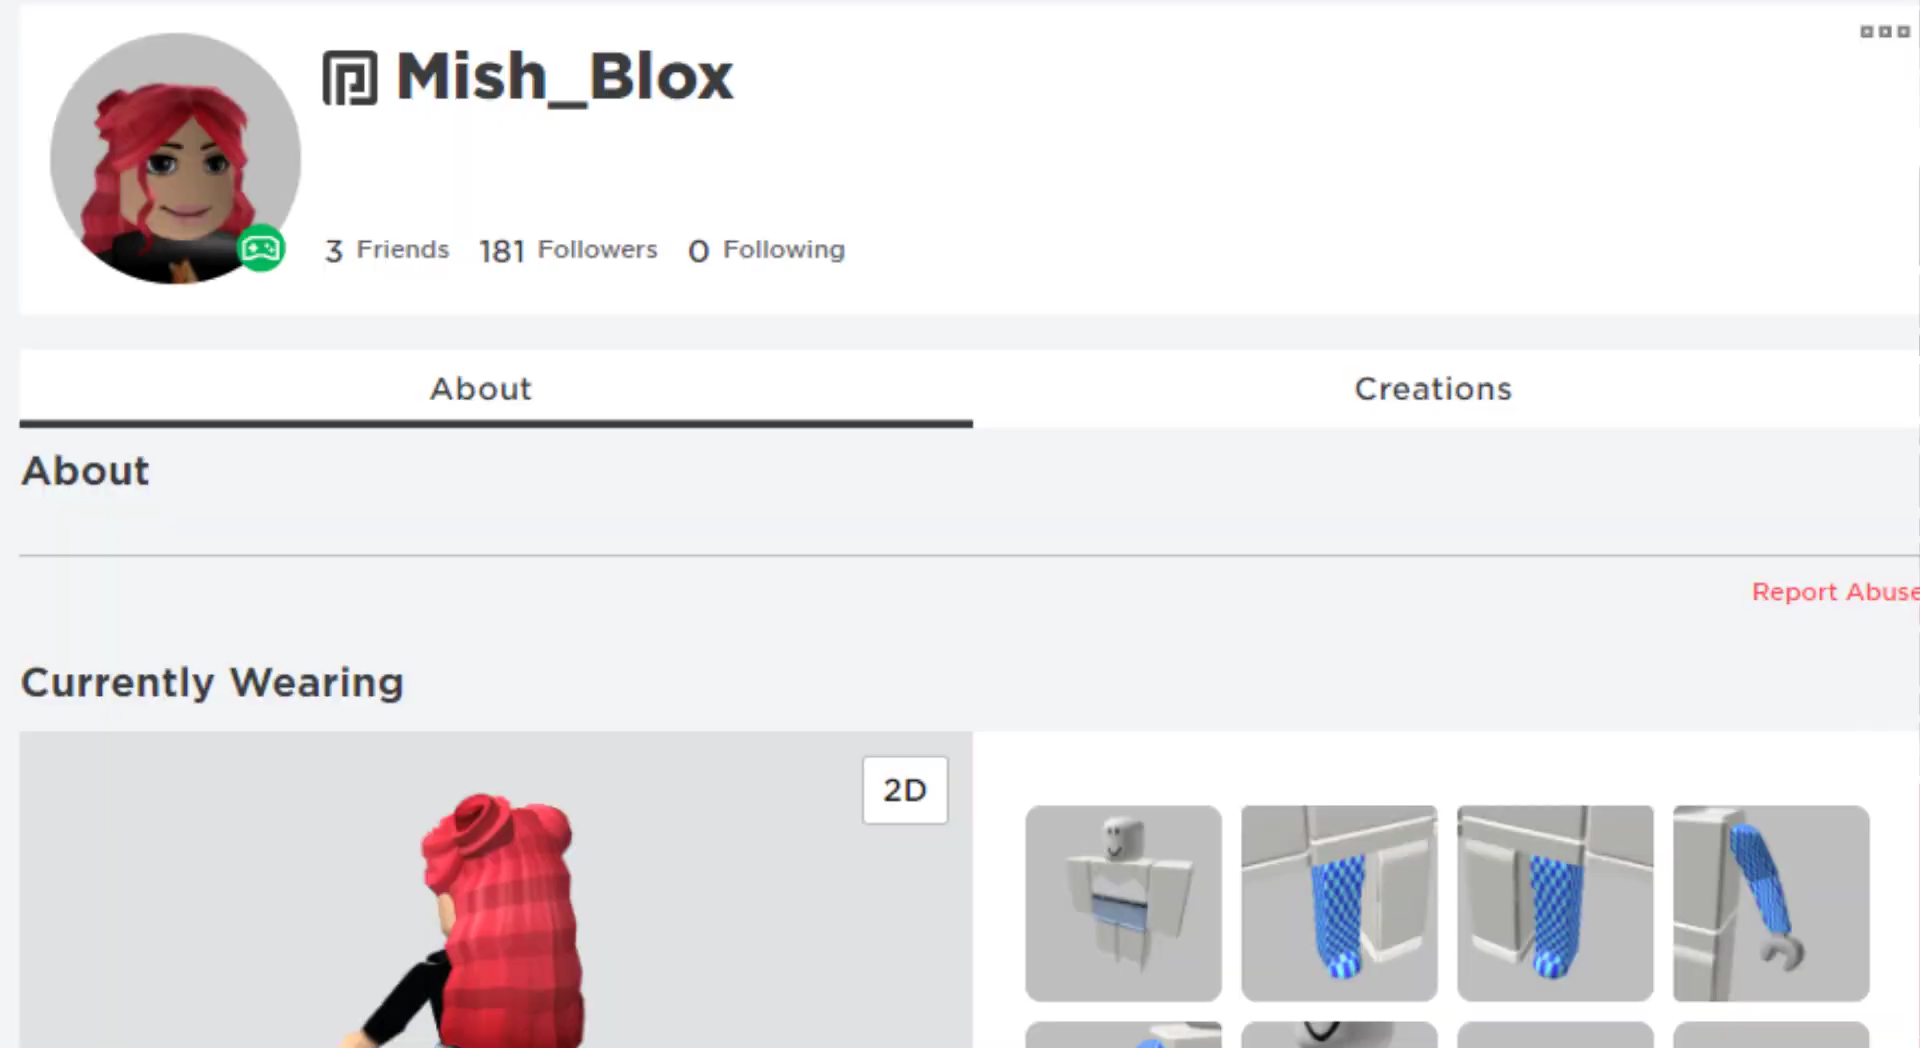 Mish_Blox
3 Friends 181 Followers 0 Following
About Creations
About
Report Abuse
Currently Wearing
2D